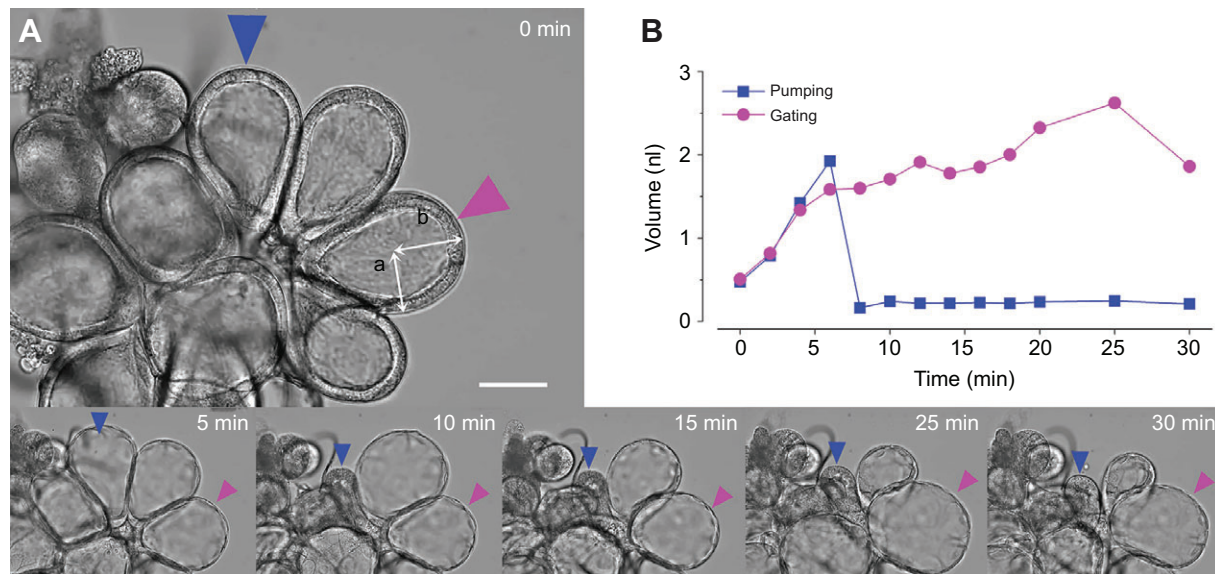 A
0 min
b
a
B
3
2
1
0
Volume (nl)
Pumping
Gating
0 5 10 15 20 25 30
Time (min)
5 min
10 min
15 min
25 min
30 min